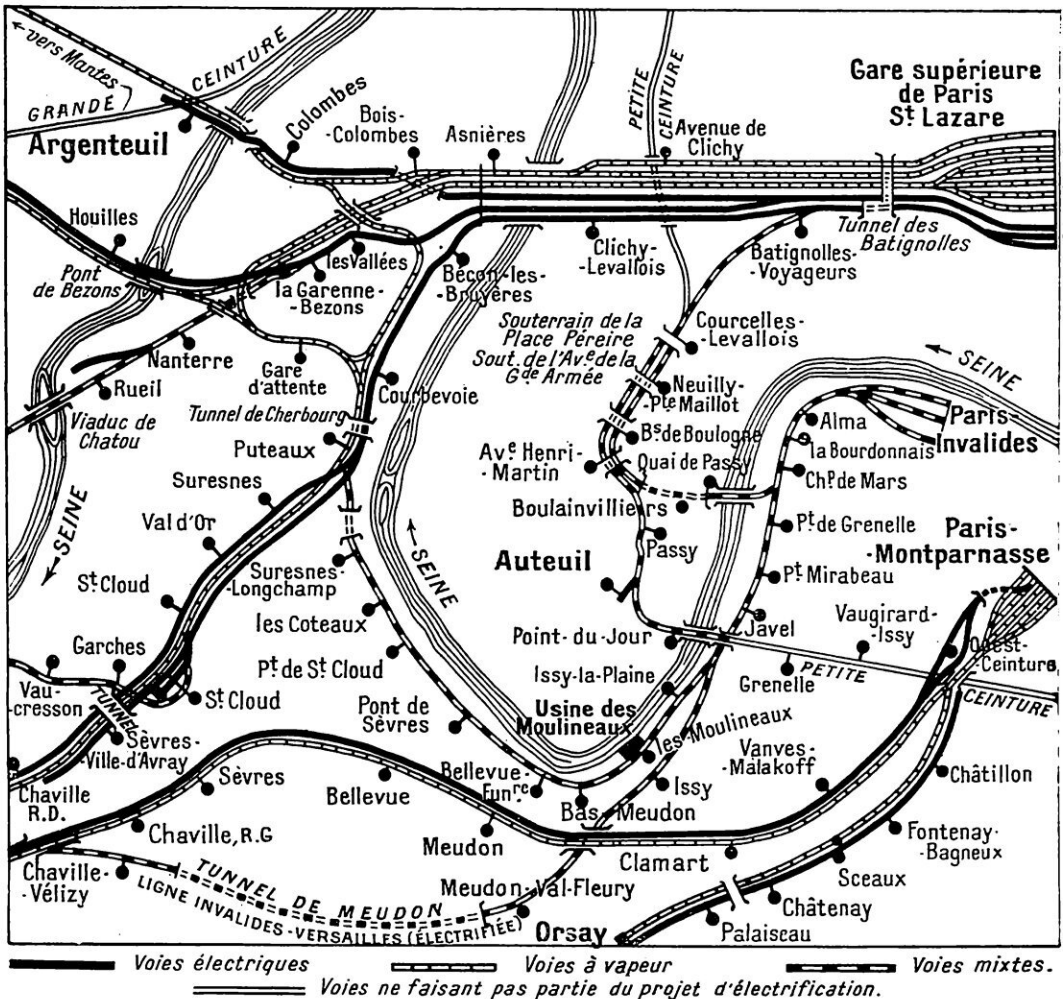 vers Mantes
GRANDE
CEINTURE
Argenteuil
Colombes
Bois-
-Colombes
Asnières
PETITE
CEINTURE
Avenue de
Clichy
Gare supérieure
de Paris
St Lazare
Houilles
Pont
de Bezons
les Vallées
la Garenne-
-Bezons
Bécon-les-
-Bruyères
Clichy-
-Levallois
Batignolles-
-Voyageurs
Tunnel des
Batignolles
Nanterre
Rueil
Viaduc de
Chatou
Gare
d'attente
Courbevoie
Tunnel de Cherbourg
Puteaux
Souterrain de la
Place Péreire
Sout. de l'Ave de la
Gde Armée
Courcelles-
-Levallois
Neuilly-
-Pte Maillot
Bs de Boulogne
Ave Henri-
-Martin
Quai de Passy
Boulainvilliers
Passy
Auteuil
SEINE
Alma
la Bourdonnais
Paris-
Invalides
Chp de Mars
Pt de Grenelle
Pt Mirabeau
Javel
Paris-
-Montparnasse
Vaugirard-
-Issy
Ouest-
-Ceinture
Suresnes
Val d'Or
St Cloud
SEINE
Garches
Vau-
cresson
TUNNEL
St Cloud
Sèvres-
-Ville-d'Avray
Suresnes-
-Longchamp
les Coteaux
Pt de St Cloud
Pont de
Sèvres
SEINE
Point-du-Jour
Issy-la-Plaine
Grenelle
PETITE
CEINTURE
Usine des
Moulineaux
les Moulineaux
Issy
Bas-Meudon
Bellevue-
-Funre
Vanves-
-Malakoff
Châtillon
Fontenay-
-Bagneux
Sceaux
Châtenay
Palaiseau
Orsay
Clamart
Meudon
Bellevue
Sèvres
Chaville, R.G
Chaville
R.D.
Chaville-
-Vélizy
TUNNEL DE MEUDON
LIGNE INVALIDES-VERSAILLES (ÉLECTRIFIÉE)
Meudon-Val-Fleury
Voies électriques
Voies à vapeur
Voies mixtes.
Voies ne faisant pas partie du projet d'électrification.